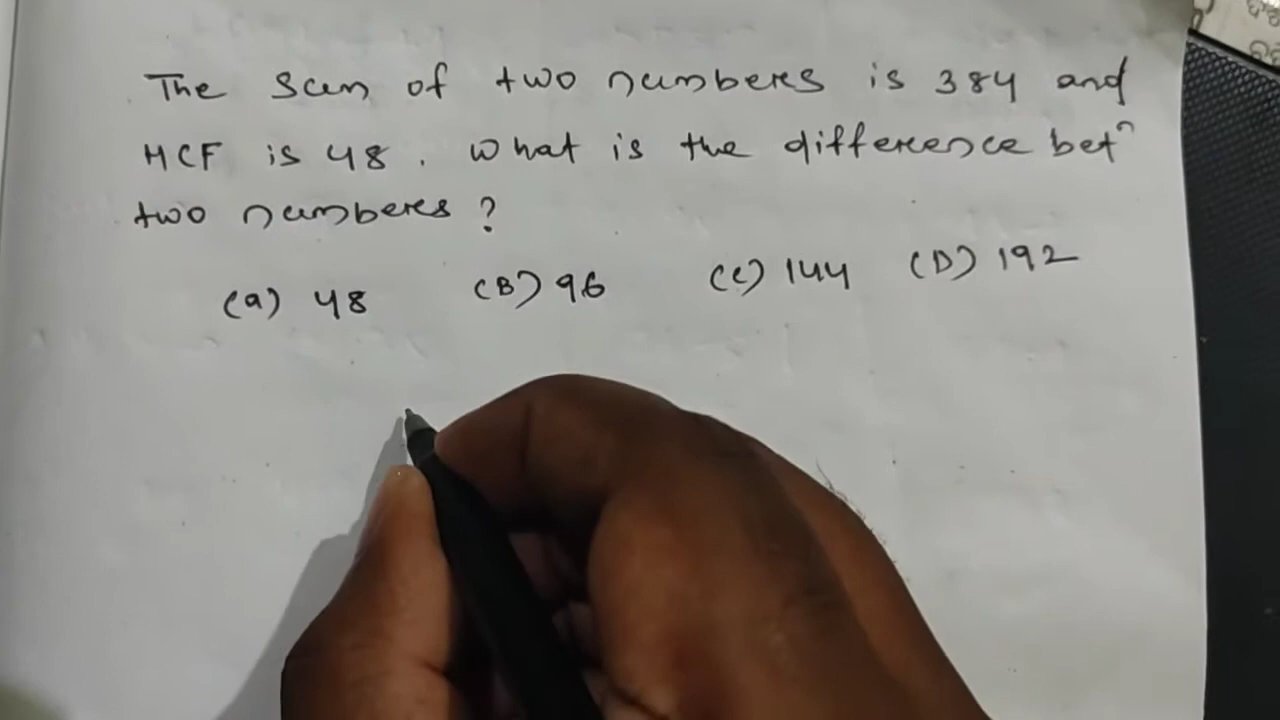 The sum of two numbers is 384 and
HCF is 48. What is the difference betn
two numbers?
(a) 48 (B) 96 (c) 144 (D) 192